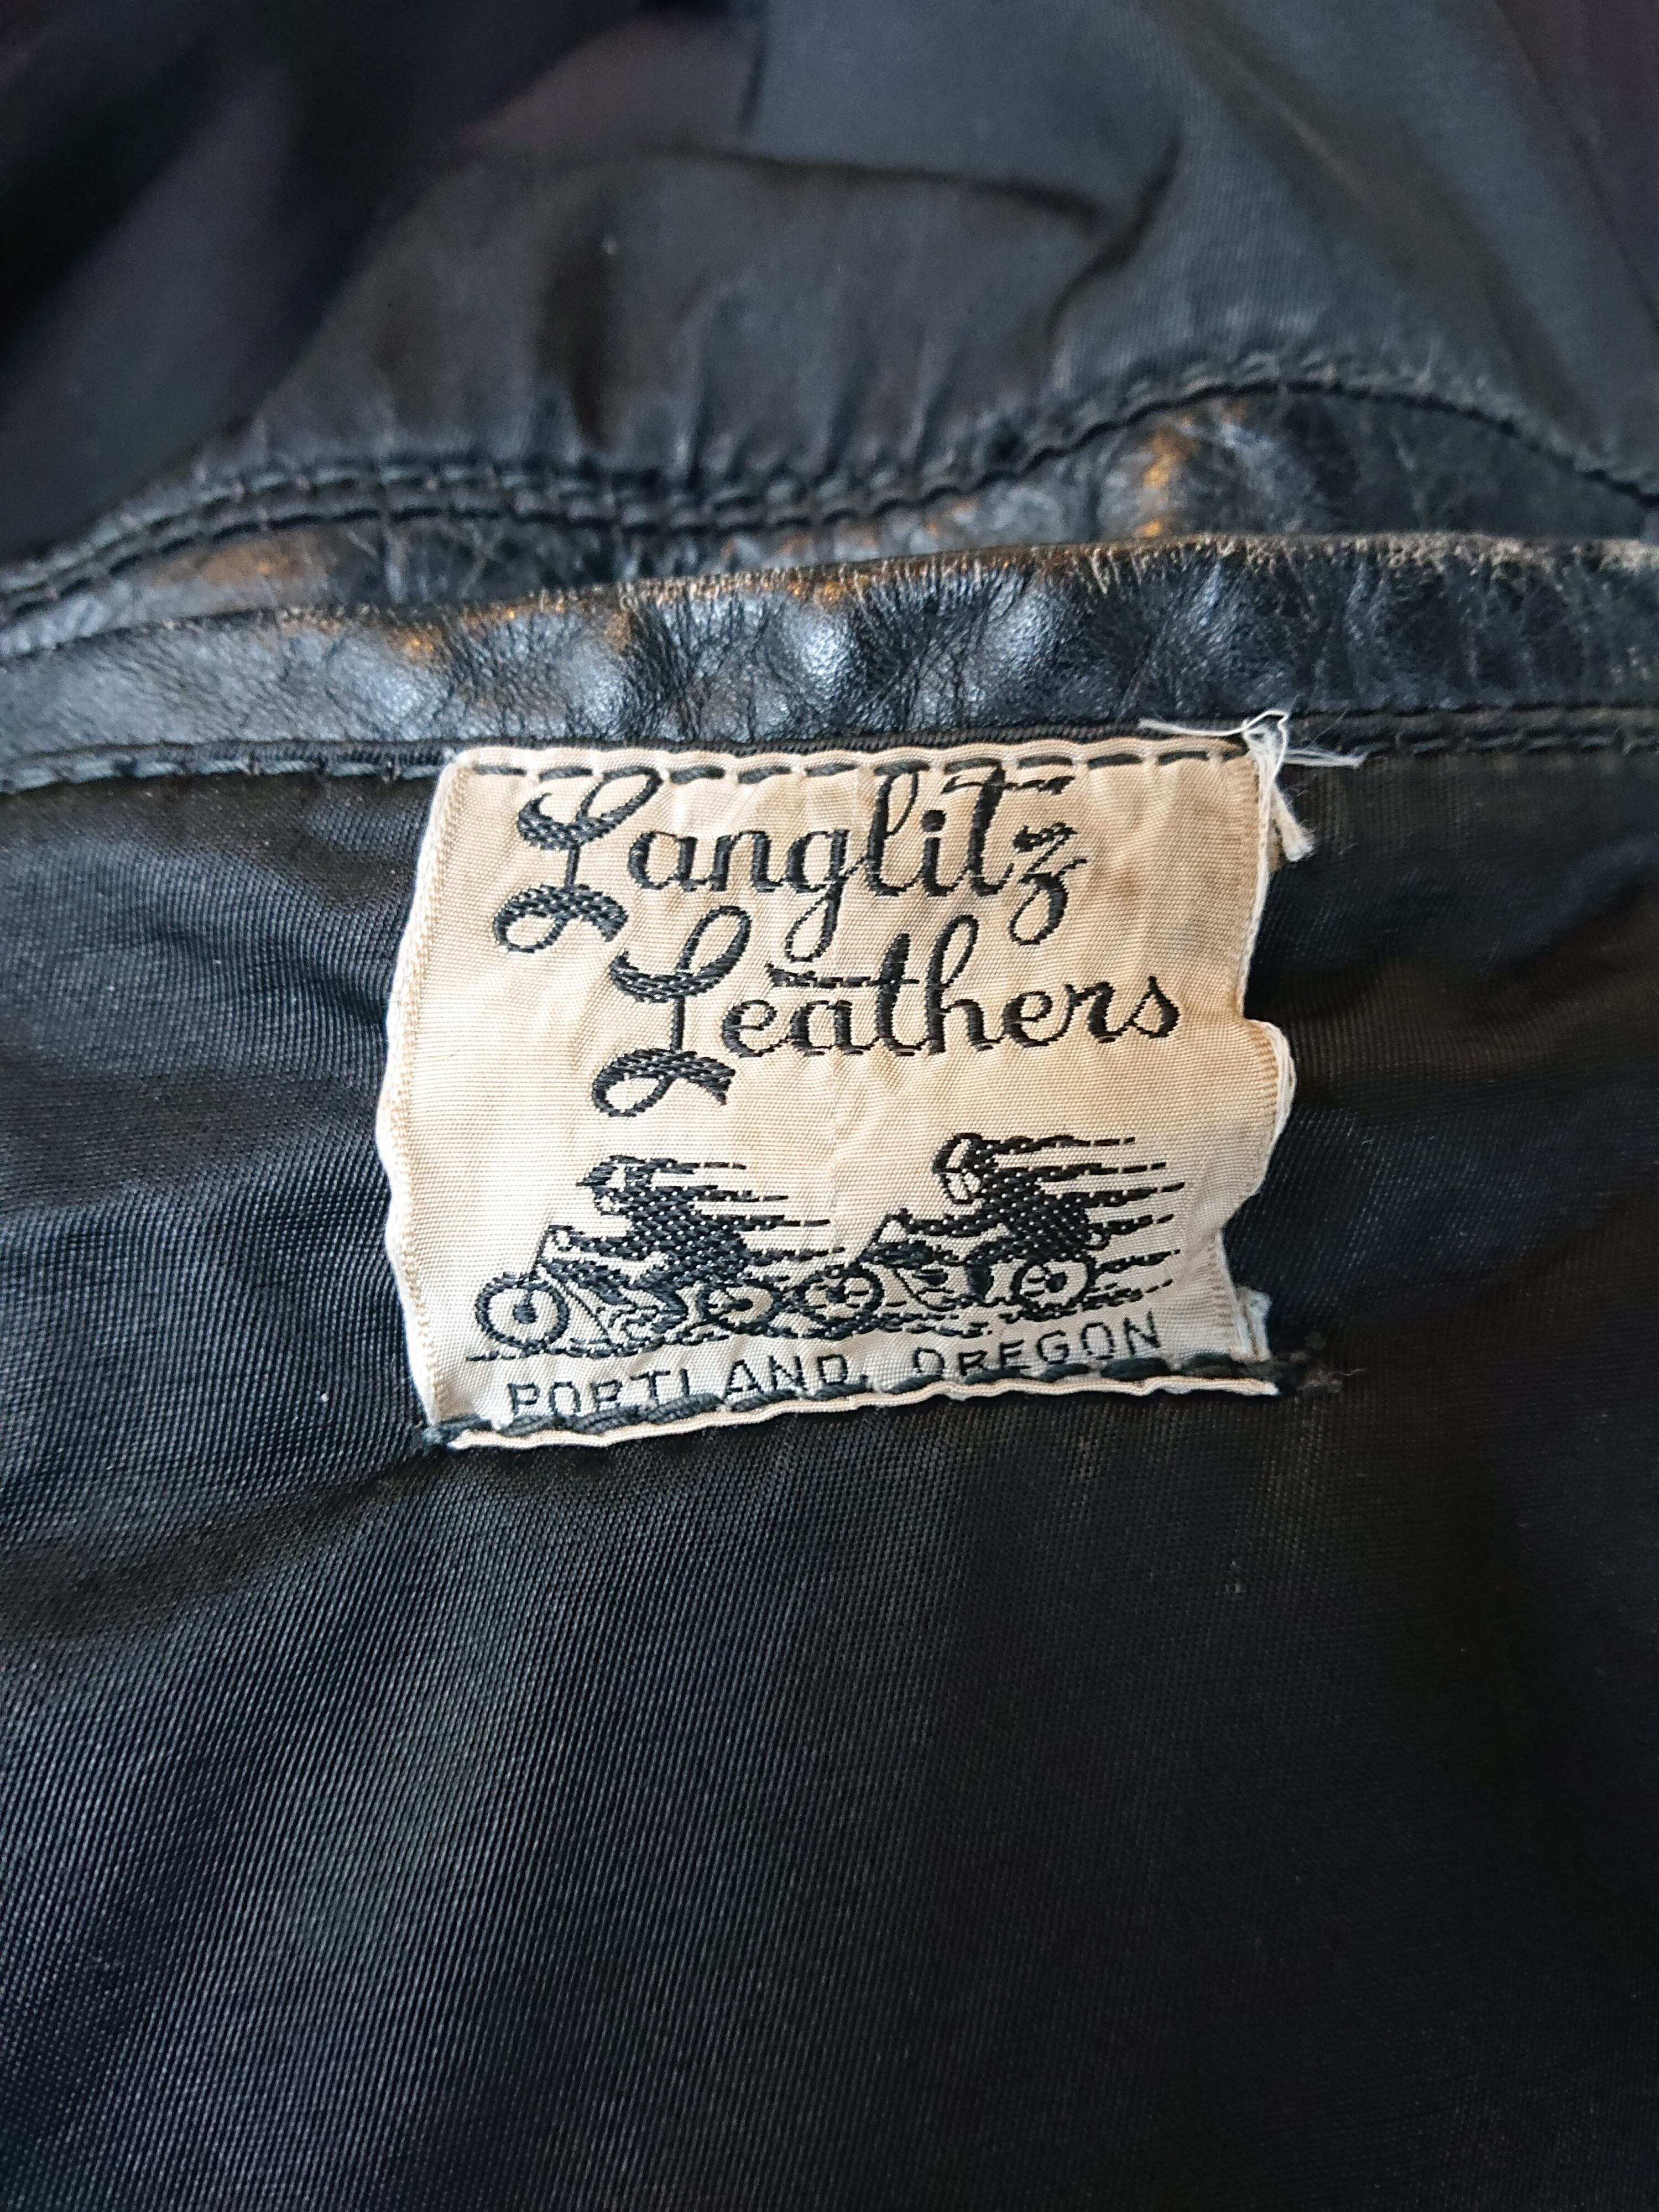 Langlitz
Leathers
PORTLAND, OREGON